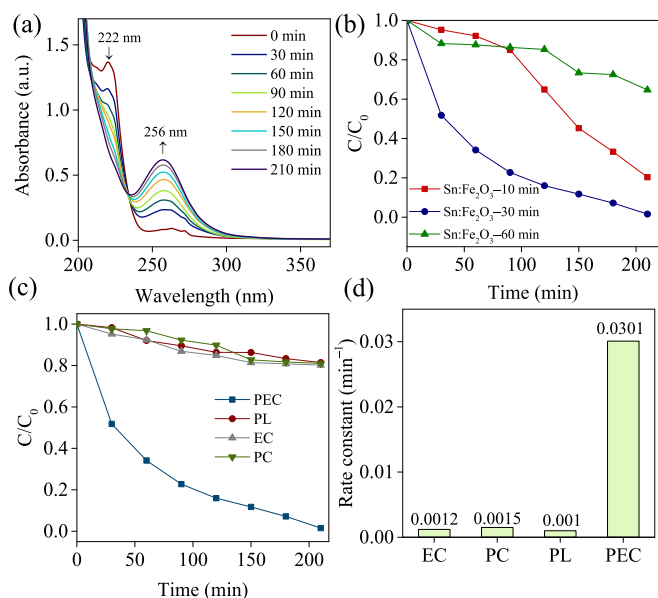 (a)
222 nm
↓
256 nm
↑
0 min
30 min
60 min
90 min
120 min
150 min
180 min
210 min
1.5
1.0
0.5
0.0
200
250
300
350
Absorbance (a.u.)
Wavelength (nm)
(b)
1.0
0.8
0.6
0.4
0.2
0.0
0
50
100
150
200
C/C₀
Sn:Fe₂O₃–10 min
Sn:Fe₂O₃–30 min
Sn:Fe₂O₃–60 min
Time (min)
(c)
1.0
0.8
0.6
0.4
0.2
0.0
0
50
100
150
200
C/C₀
PEC
PL
EC
PC
Time (min)
(d)
0.03
0.02
0.01
0.00
Rate constant (min⁻¹)
0.0012
0.0015
0.001
0.0301
EC
PC
PL
PEC